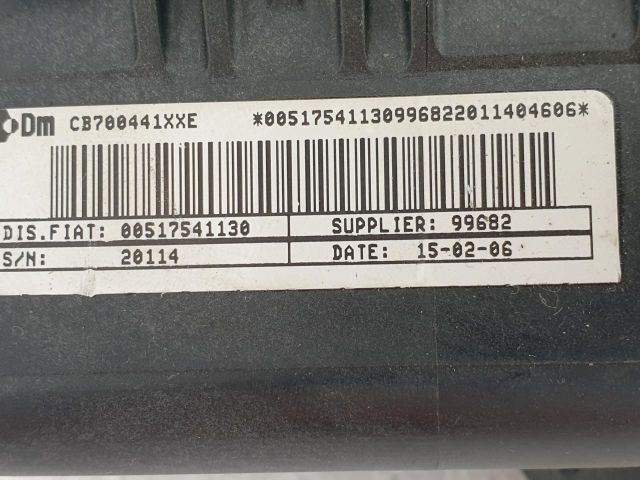 Dm CB700441XXE *00517541130996822011404606*
DIS.FIAT: 00517541130 SUPPLIER: 99682
S/N: 20114 DATE: 15-02-06